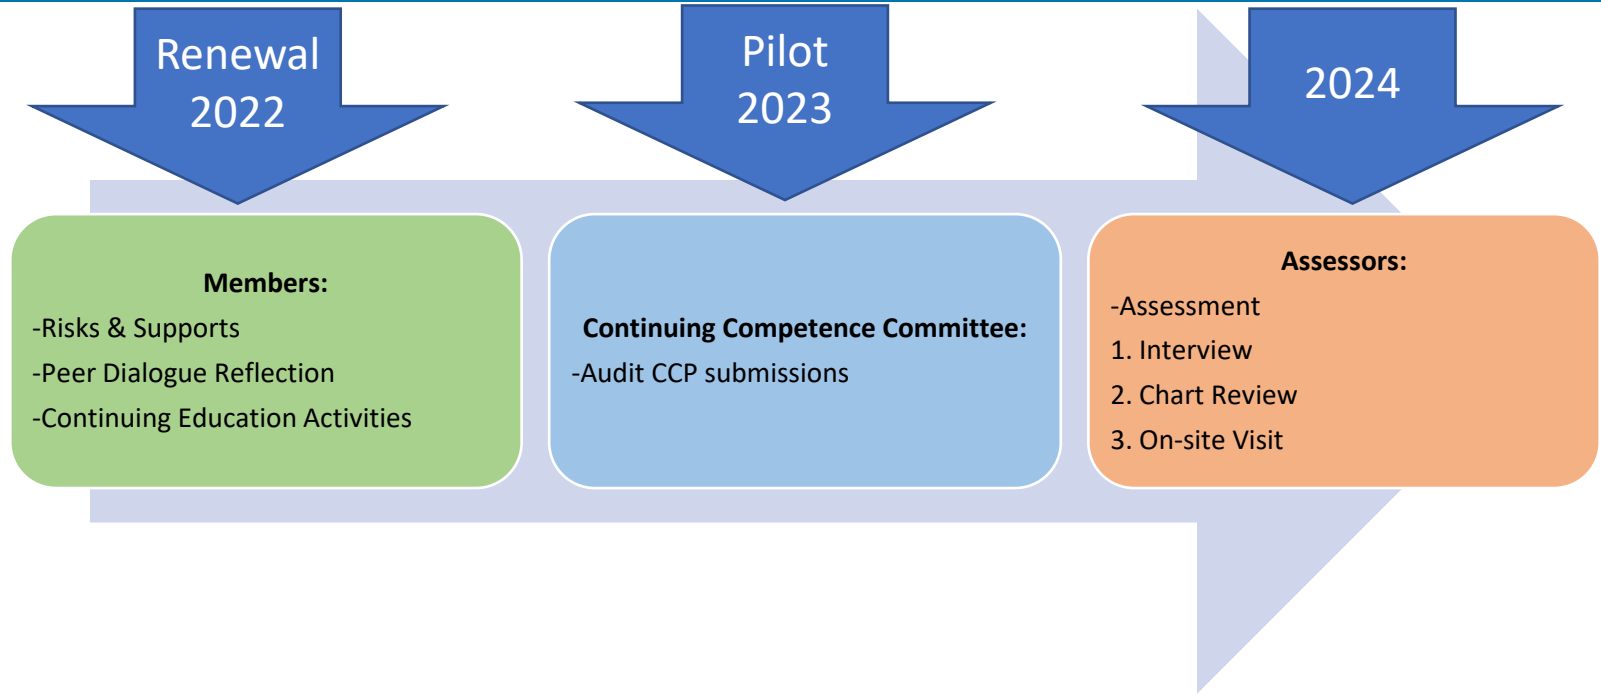 Renewal
2022
Pilot
2023
2024
Members:
-Risks & Supports
-Peer Dialogue Reflection
-Continuing Education Activities
Continuing Competence Committee:
-Audit CCP submissions
Assessors:
-Assessment
1. Interview
2. Chart Review
3. On-site Visit